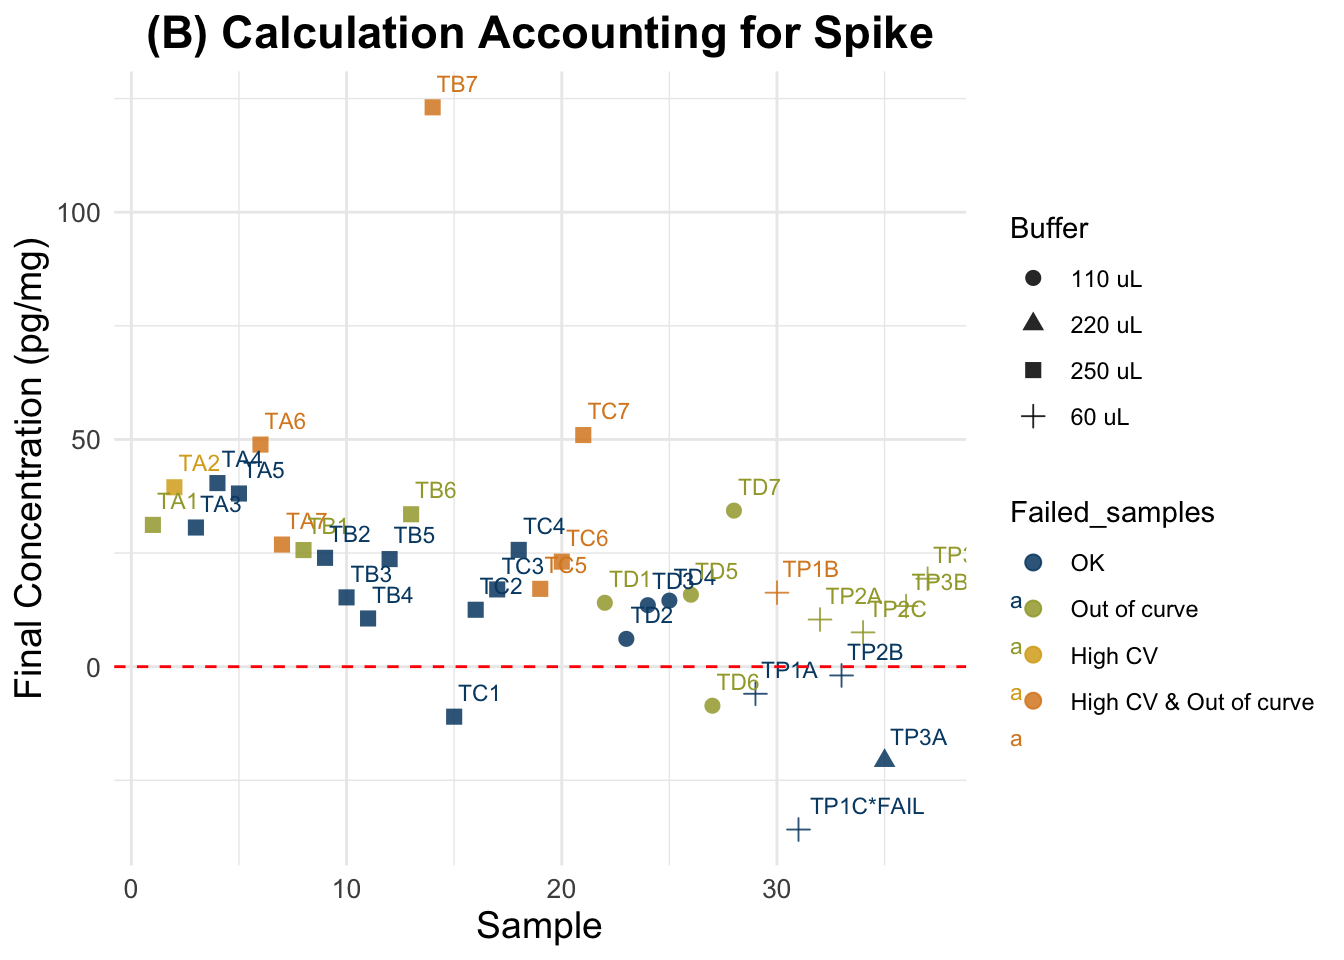 (B) Calculation Accounting for Spike
Final Concentration (pg/mg)
100
50
0
0
10
20
30
Sample
TB7
TA6
TC7
TA4
TA2
TA5
TB6
TD7
TA1
TA3
TA7
TB1
TB2
TB5
TC4
TC6
TB3
TC3
TC5
TB4
TC2
TD1
TD3
TD4
TD5
TD2
TP1B
TP3B
TP2A
TP2C
TP2B
TP1A
TD6
TC1
TP3A
TP1C*FAIL
Buffer
110 uL
220 uL
250 uL
60 uL
Failed_samples
OK
a
Out of curve
a
High CV
a
High CV & Out of curve
a